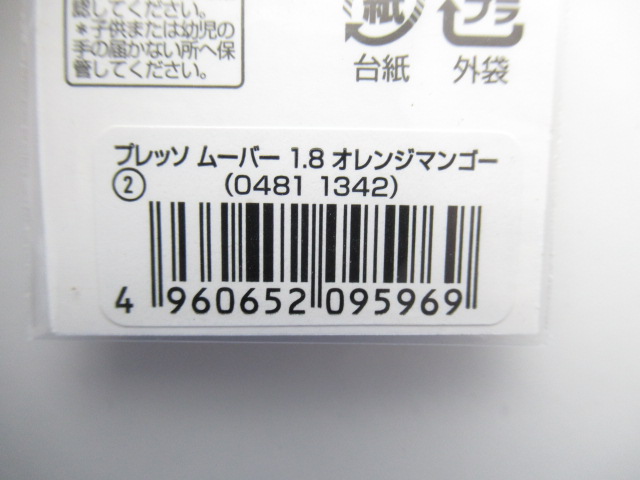 認してください。
*子供または幼児の
手の届かない所へ保
管してください。
紙
プラ
台紙
外袋
プレッソ ムーバー 1.8 オレンジマンゴー
② (0481 1342)
4 960652 095969